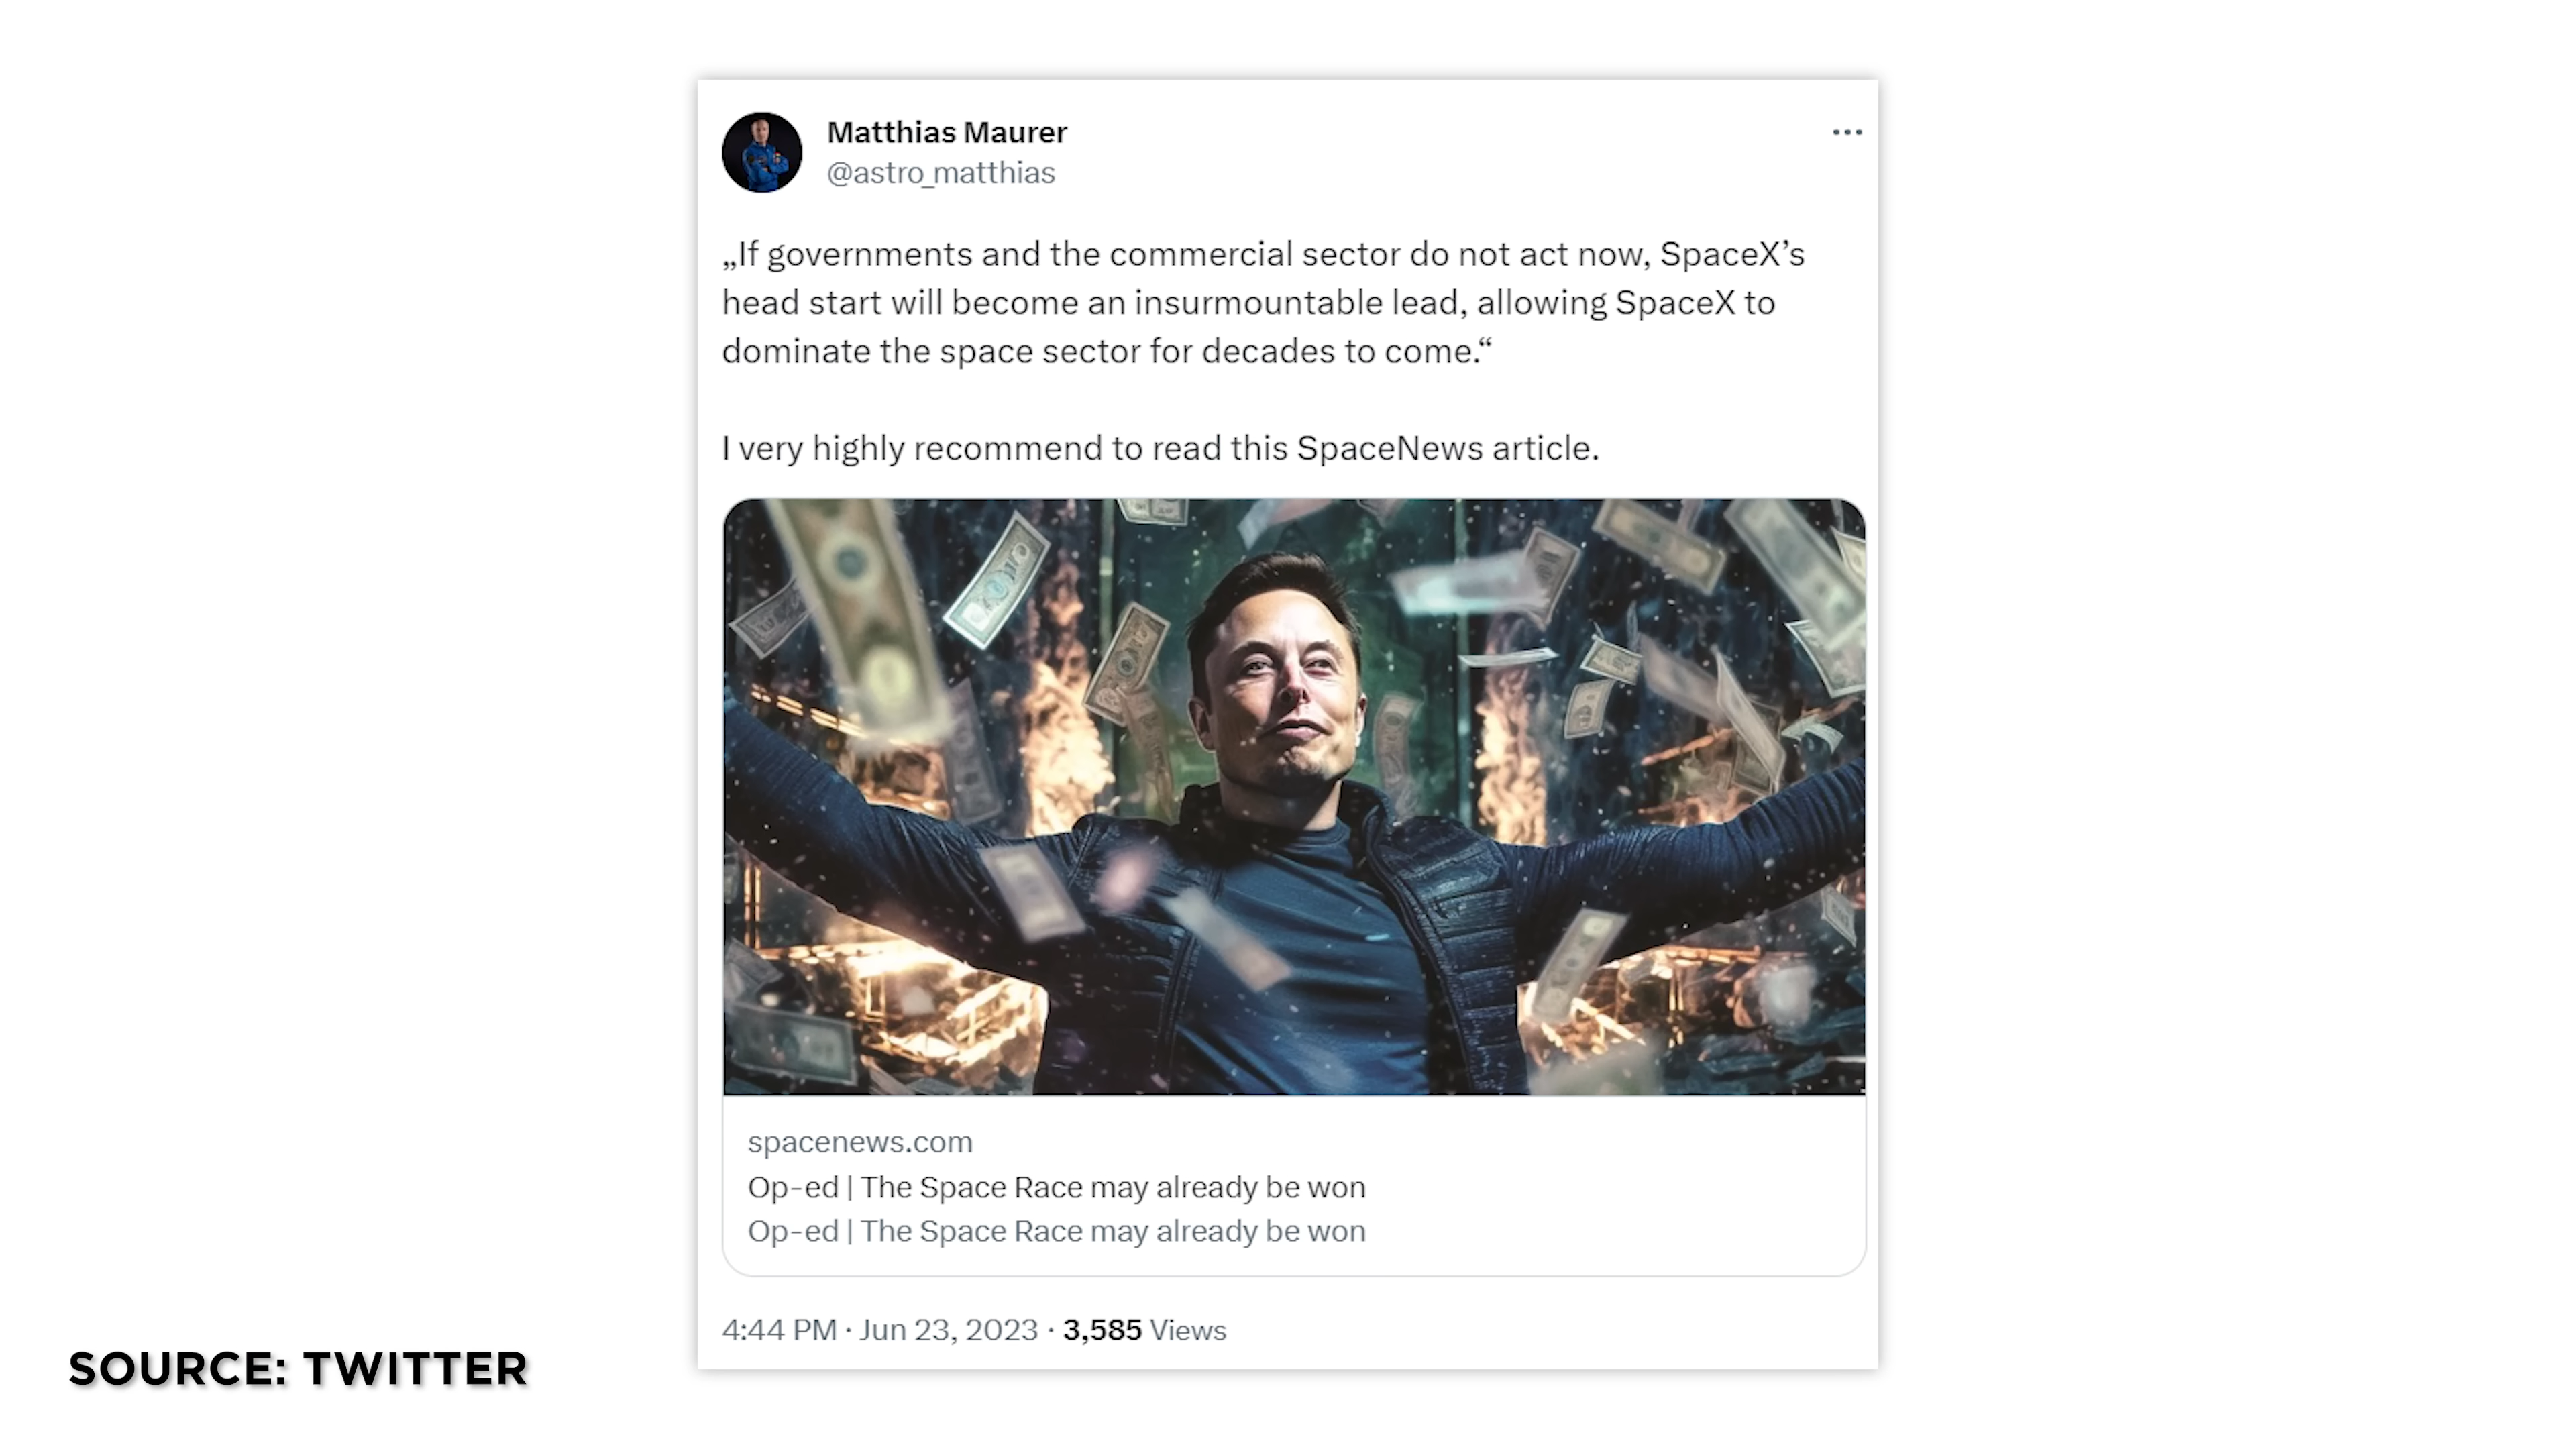 Matthias Maurer
@astro_matthias
„If governments and the commercial sector do not act now, SpaceX’s
head start will become an insurmountable lead, allowing SpaceX to
dominate the space sector for decades to come.“
I very highly recommend to read this SpaceNews article.
spacenews.com
Op-ed | The Space Race may already be won
Op-ed | The Space Race may already be won
4:44 PM · Jun 23, 2023 · 3,585 Views
SOURCE: TWITTER